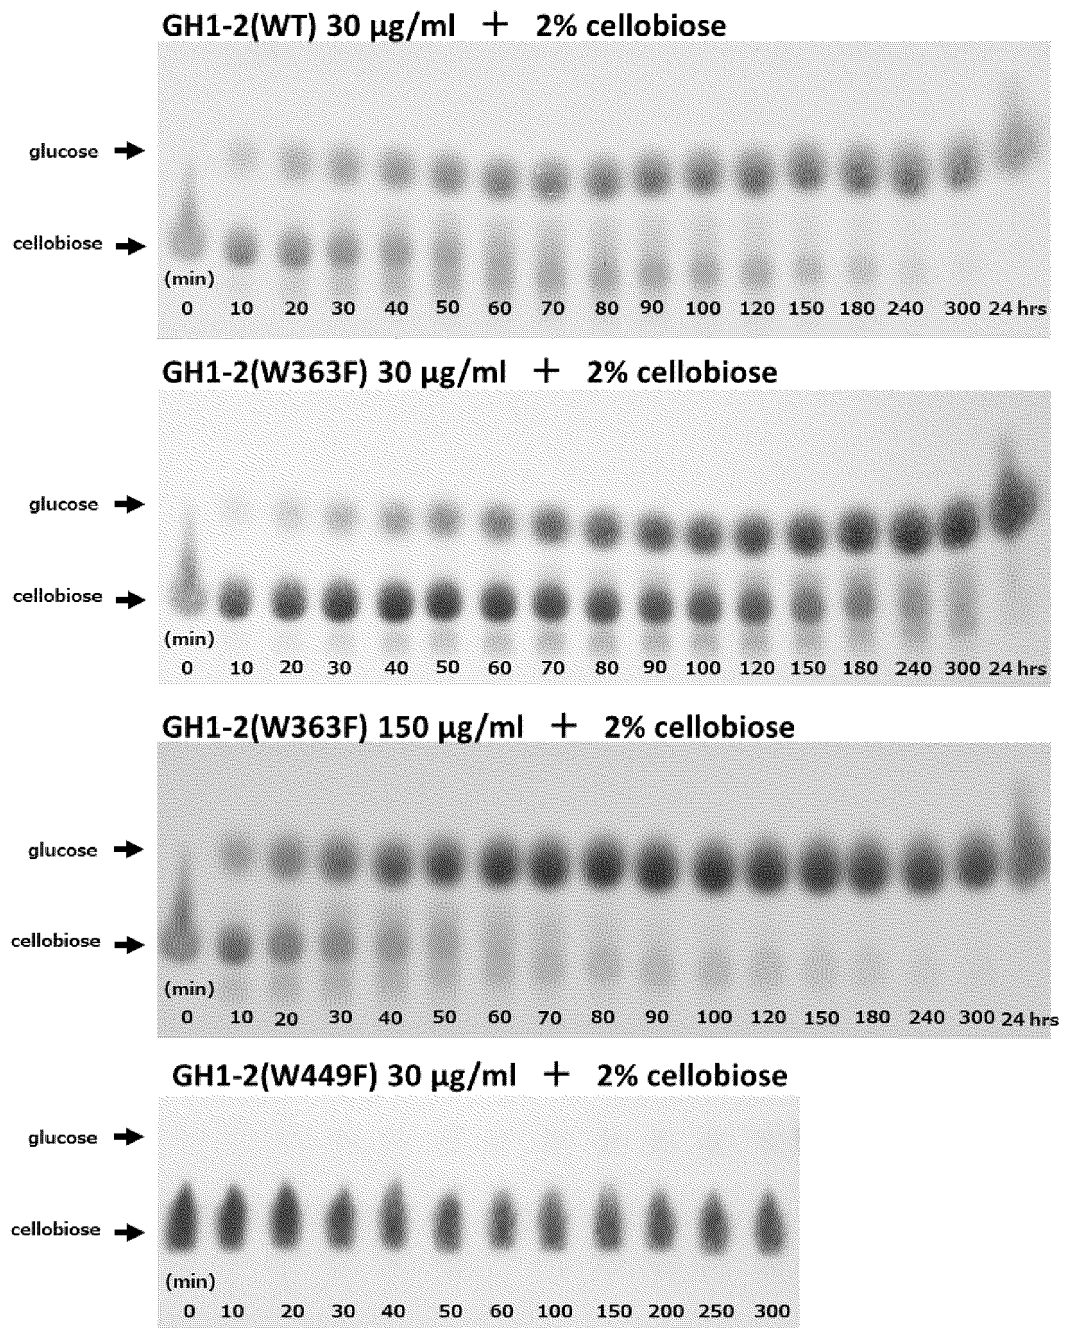 GH1-2(WT) 30 μg/ml + 2% cellobiose
glucose
cellobiose
(min)
0 10 20 30 40 50 60 70 80 90 100 120 150 180 240 300 24 hrs
GH1-2(W363F) 30 μg/ml + 2% cellobiose
glucose
cellobiose
(min)
0 10 20 30 40 50 60 70 80 90 100 120 150 180 240 300 24 hrs
GH1-2(W363F) 150 μg/ml + 2% cellobiose
glucose
cellobiose
(min)
0 10 20 30 40 50 60 70 80 90 100 120 150 180 240 300 24 hrs
GH1-2(W449F) 30 μg/ml + 2% cellobiose
glucose
cellobiose
(min)
0 10 20 30 40 50 60 100 150 200 250 300